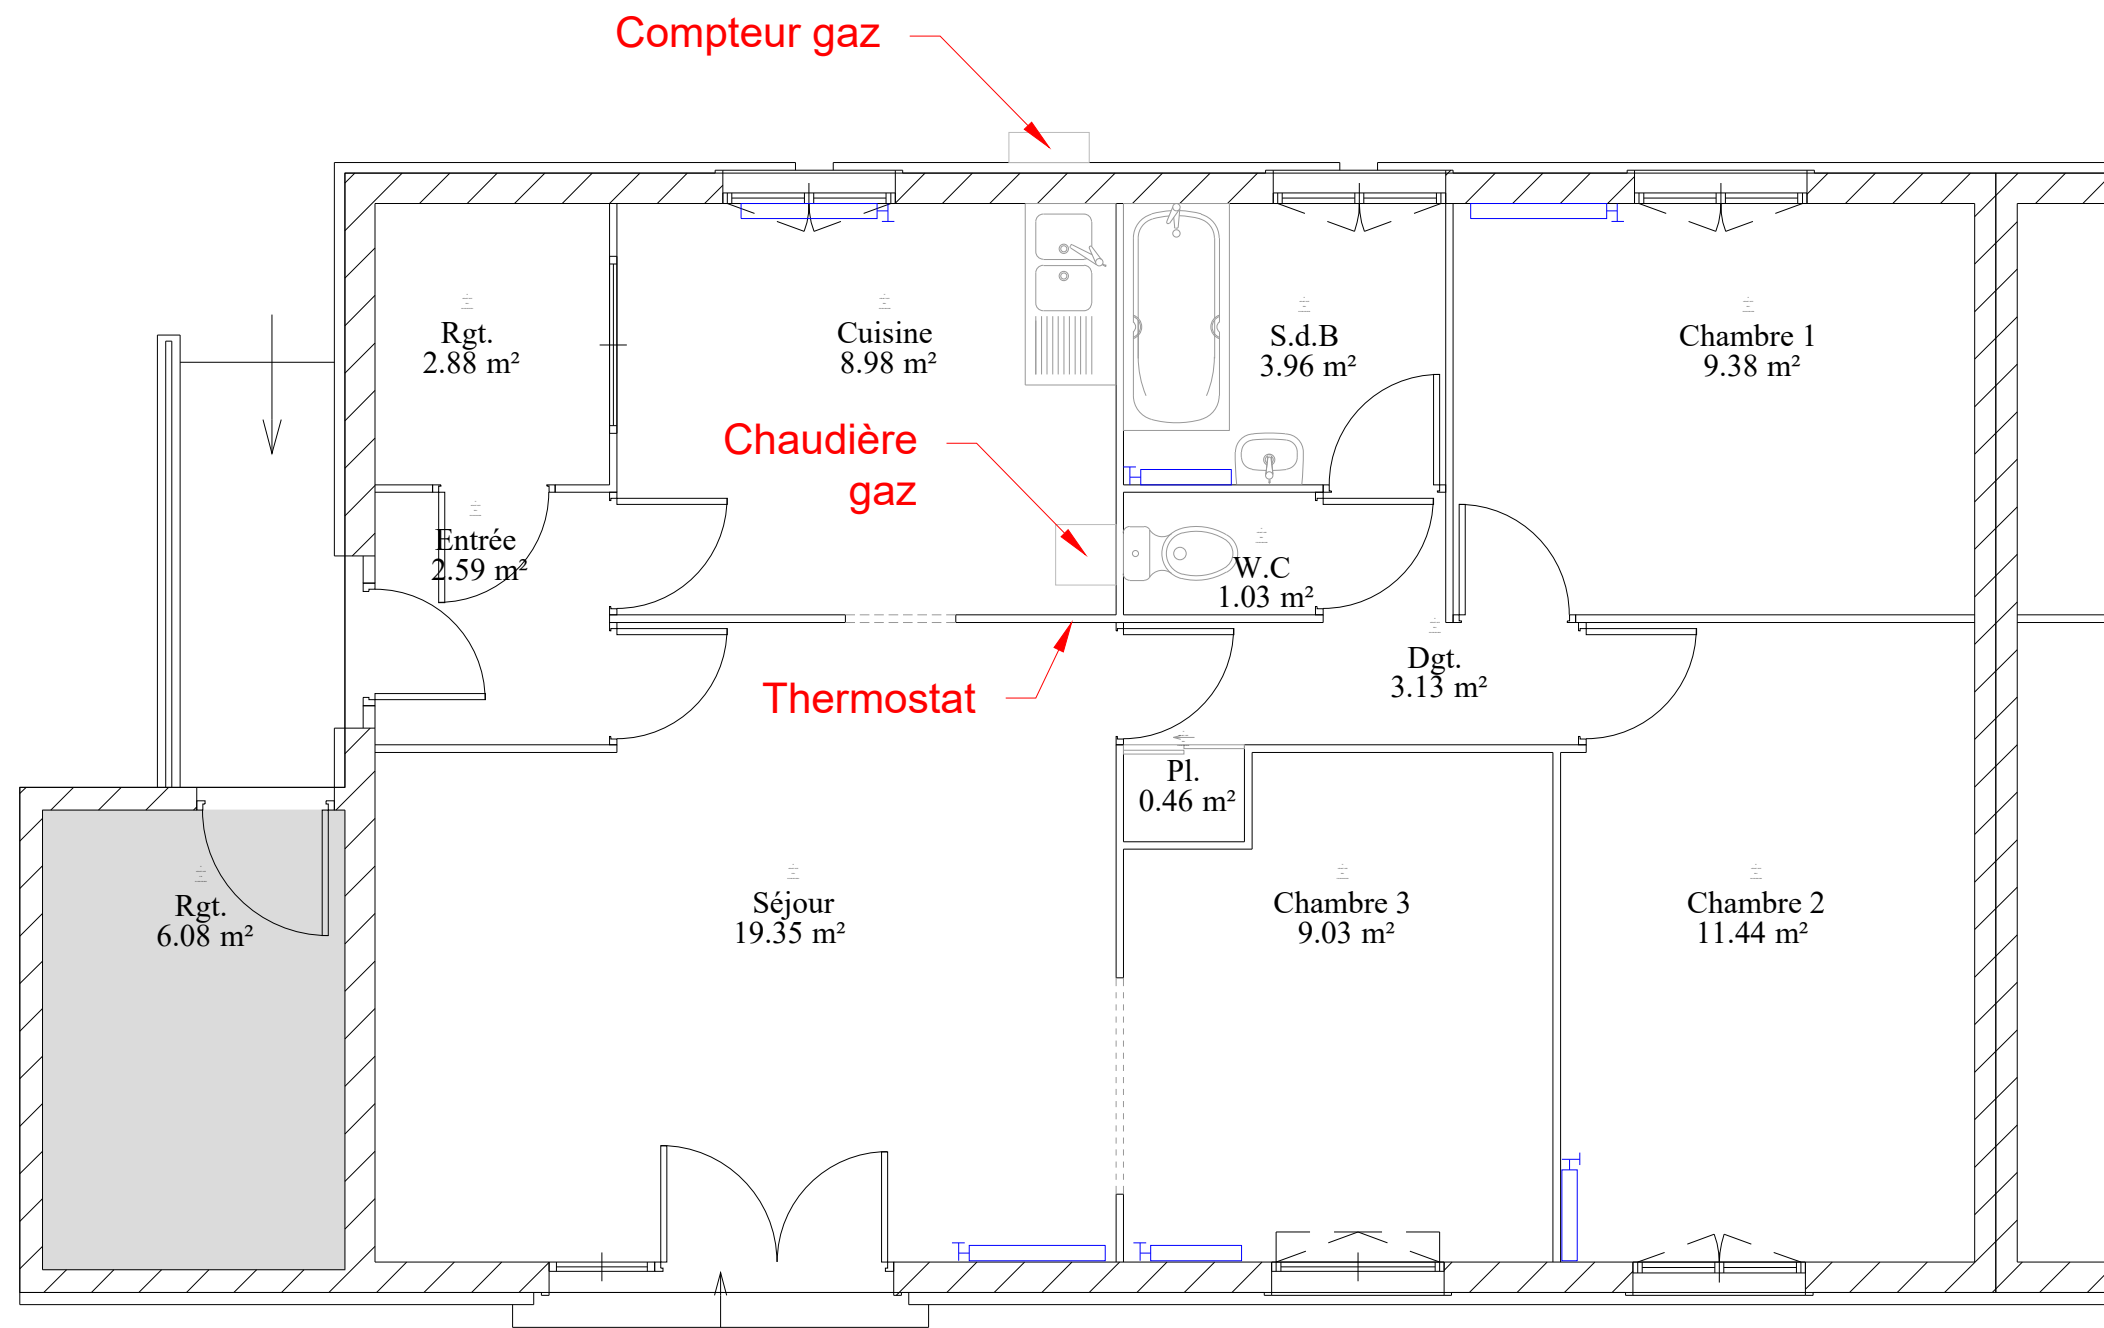 Compteur gaz
Rgt.
2.88 m²
Cuisine
8.98 m²
S.d.B
3.96 m²
Chambre 1
9.38 m²
Chaudière
gaz
Entrée
2.59 m²
W.C
1.03 m²
Thermostat
Dgt.
3.13 m²
Pl.
0.46 m²
Rgt.
6.08 m²
Séjour
19.35 m²
Chambre 3
9.03 m²
Chambre 2
11.44 m²